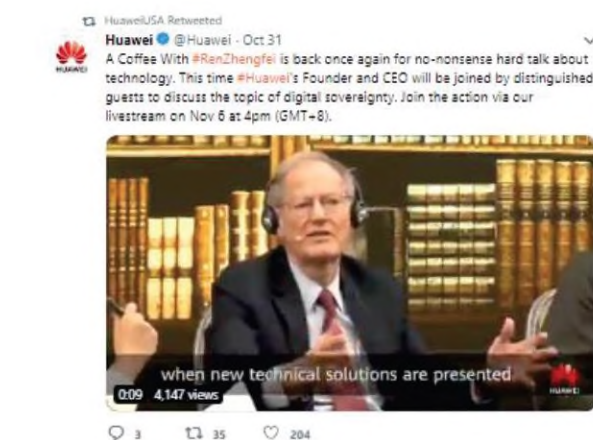 HuaweiUSA Retweeted
Huawei @Huawei · Oct 31
A Coffee With #RenZhengfei is back once again for no-nonsense hard talk about
technology. This time #Huawei's Founder and CEO will be joined by distinguished
guests to discuss the topic of digital sovereignty. Join the action via our
livestream on Nov 6 at 4pm (GMT+8).
HUAWEI
when new technical solutions are presented
HUAWEI
0:09 4,147 views
3 35 204